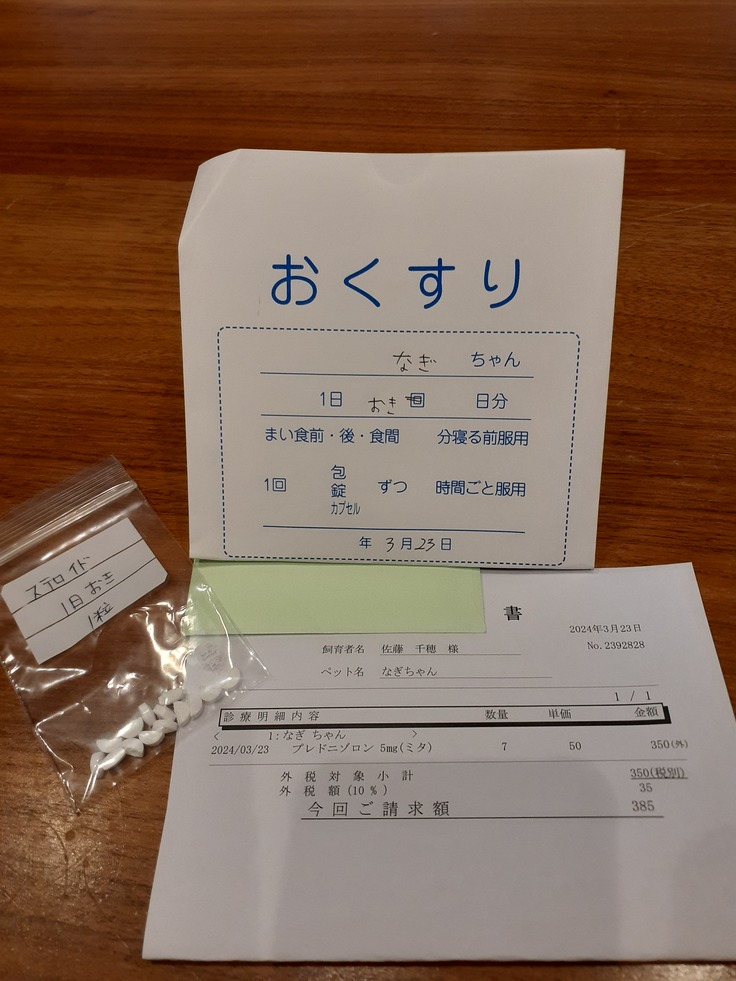 おくすり
なぎ ちゃん
1日 おき 回 日分
まい食前・後・食間 分寝る前服用
1回 包 錠 カプセル ずつ 時間ごと服用
年 3月23日
ステロイド
1日おき
1粒
書
2024年3月23日
飼育者名 佐藤 千穂 様 No.2392828
ペット名 なぎちゃん
1 / 1
診療明細内容 数量 単価 金額
< 1:なぎ ちゃん >
2024/03/23 プレドニゾロン 5mg(ミタ) 7 50 350(外)
外税対象小計 350(税別)
外税額(10%) 35
今回ご請求額 385